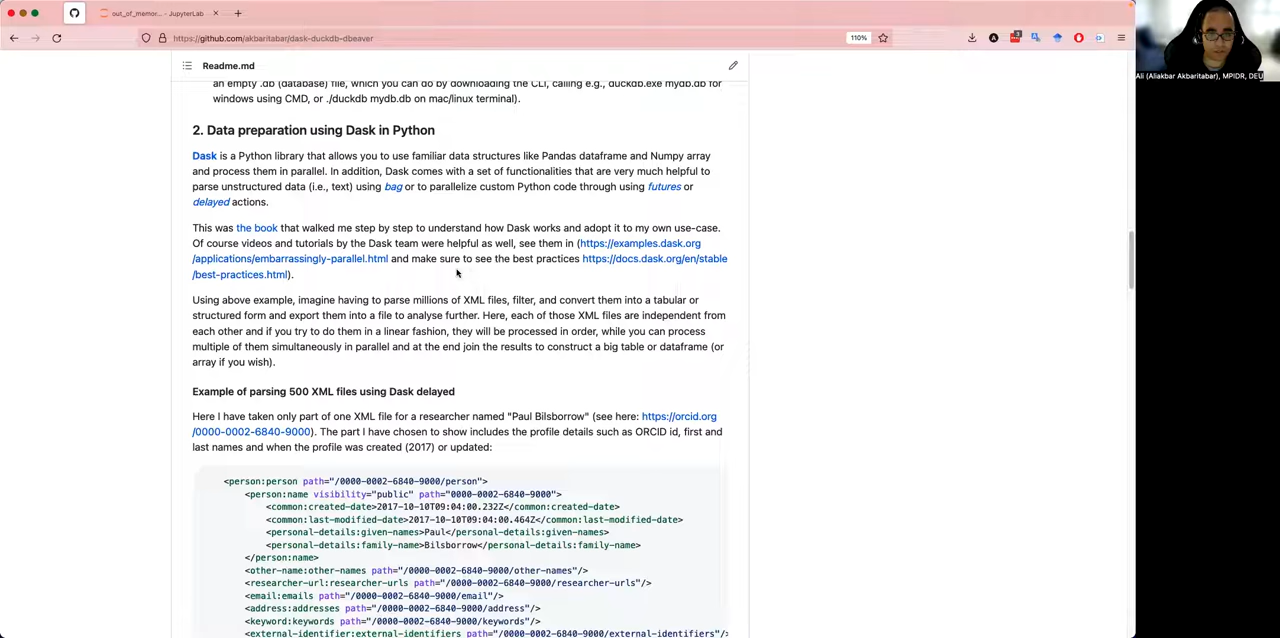 out_of_memor... - JupyterLab
https://github.com/akbaritabar/dask-duckdb-dbeaver
110%
Ali (Aliakbar Akbaritabar), MPIDR, DEU
Readme.md
an empty .db (database) file, which you can do by downloading the CLI, calling e.g., duckdb.exe mydb.db for
windows using CMD, or ./duckdb mydb.db on mac/linux terminal).
2. Data preparation using Dask in Python
Dask is a Python library that allows you to use familiar data structures like Pandas dataframe and Numpy array
and process them in parallel. In addition, Dask comes with a set of functionalities that are very much helpful to
parse unstructured data (i.e., text) using bag or to parallelize custom Python code through using futures or
delayed actions.
This was the book that walked me step by step to understand how Dask works and adopt it to my own use-case.
Of course videos and tutorials by the Dask team were helpful as well, see them in (https://examples.dask.org
/applications/embarrassingly-parallel.html and make sure to see the best practices https://docs.dask.org/en/stable
/best-practices.html).
Using above example, imagine having to parse millions of XML files, filter, and convert them into a tabular or
structured form and export them into a file to analyse further. Here, each of those XML files are independent from
each other and if you try to do them in a linear fashion, they will be processed in order, while you can process
multiple of them simultaneously in parallel and at the end join the results to construct a big table or dataframe (or
array if you wish).
Example of parsing 500 XML files using Dask delayed
Here I have taken only part of one XML file for a researcher named "Paul Bilsborrow" (see here: https://orcid.org
/0000-0002-6840-9000). The part I have chosen to show includes the profile details such as ORCID id, first and
last names and when the profile was created (2017) or updated:
<person:person path="/0000-0002-6840-9000/person">
<person:name visibility="public" path="0000-0002-6840-9000">
<common:created-date>2017-10-10T09:04:00.232Z</common:created-date>
<common:last-modified-date>2017-10-10T09:04:00.464Z</common:last-modified-date>
<personal-details:given-names>Paul</personal-details:given-names>
<personal-details:family-name>Bilsborrow</personal-details:family-name>
</person:name>
<other-name:other-names path="/0000-0002-6840-9000/other-names"/>
<researcher-url:researcher-urls path="/0000-0002-6840-9000/researcher-urls"/>
<email:emails path="/0000-0002-6840-9000/email"/>
<address:addresses path="/0000-0002-6840-9000/address"/>
<keyword:keywords path="/0000-0002-6840-9000/keywords"/>
<external-identifier:external-identifiers path="/0000-0002-6840-9000/external-identifiers"/>